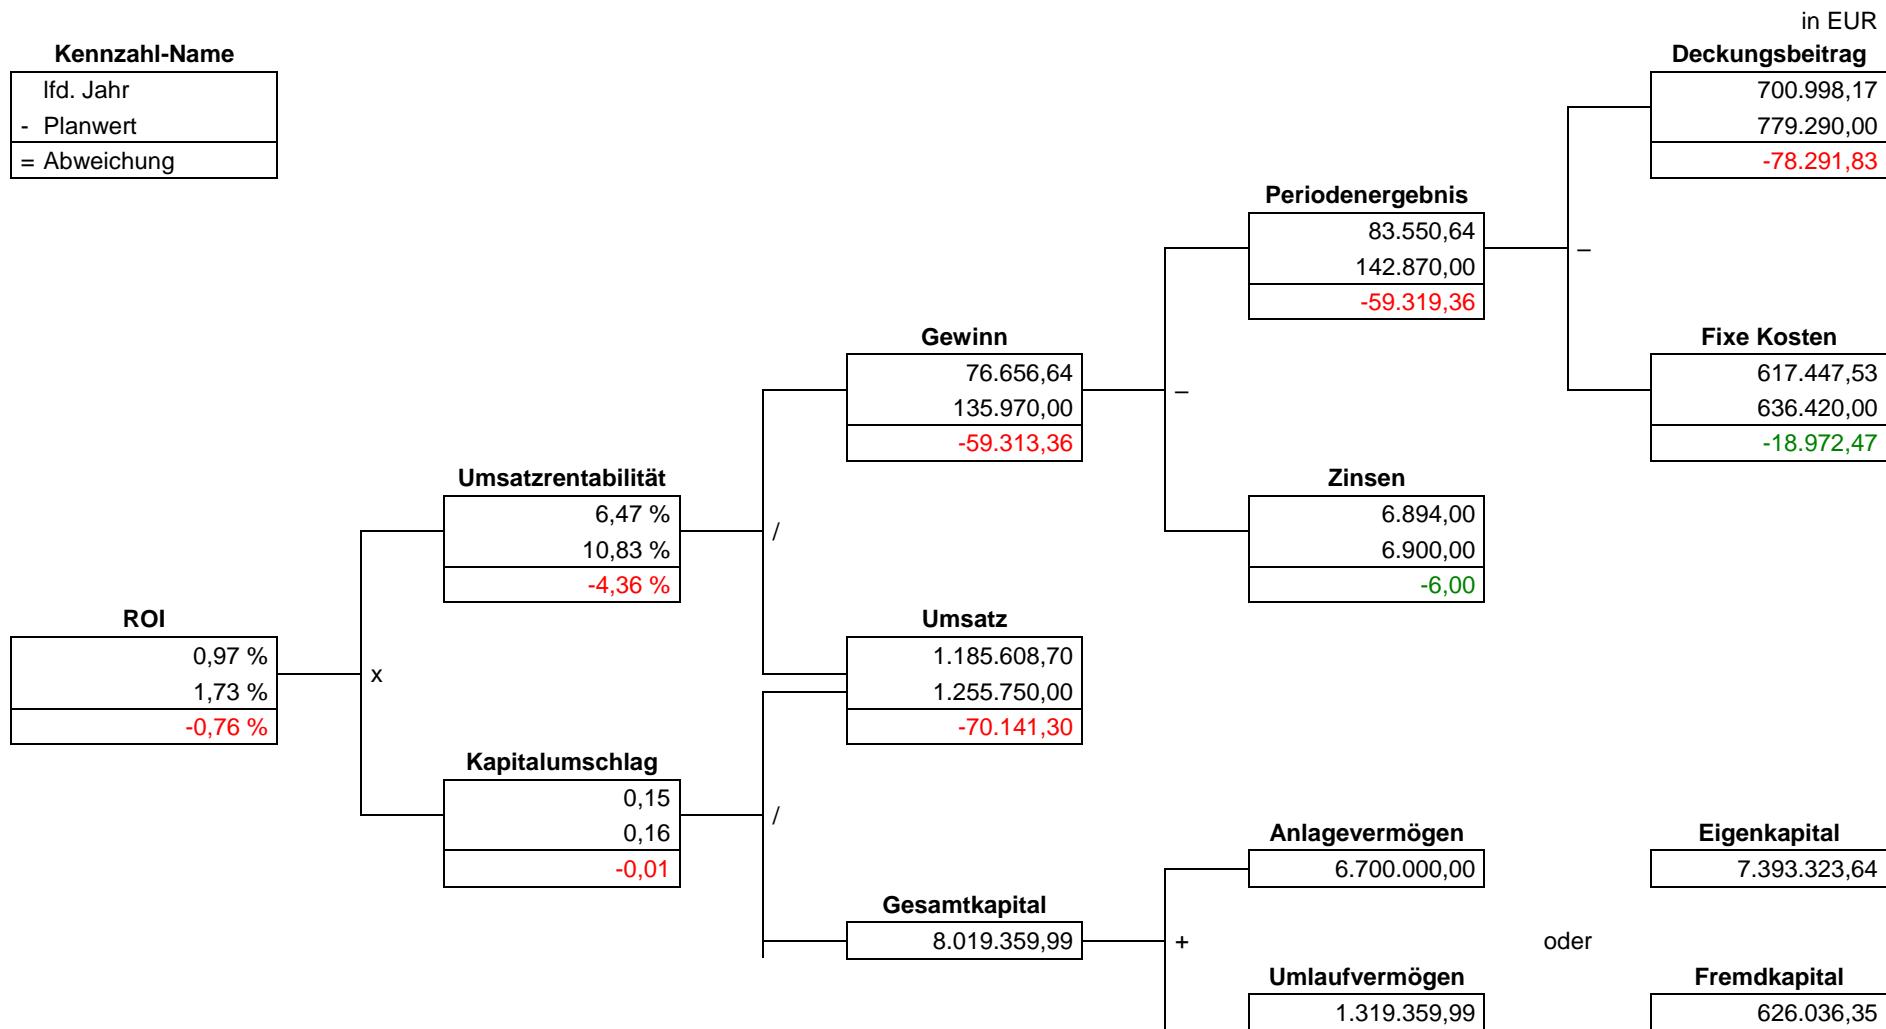 in EUR
Kennzahl-Name
lfd. Jahr
- Planwert
= Abweichung
Deckungsbeitrag
700.998,17
779.290,00
-78.291,83
Periodenergebnis
83.550,64
142.870,00
-59.319,36
–
Gewinn
76.656,64
135.970,00
-59.313,36
–
Fixe Kosten
617.447,53
636.420,00
-18.972,47
Umsatzrentabilität
6,47 %
10,83 %
-4,36 %
/
Zinsen
6.894,00
6.900,00
-6,00
ROI
0,97 %
1,73 %
-0,76 %
x
Umsatz
1.185.608,70
1.255.750,00
-70.141,30
Kapitalumschlag
0,15
0,16
-0,01
/
Anlagevermögen
6.700.000,00
Eigenkapital
7.393.323,64
Gesamtkapital
8.019.359,99
+
oder
Umlaufvermögen
1.319.359,99
Fremdkapital
626.036,35